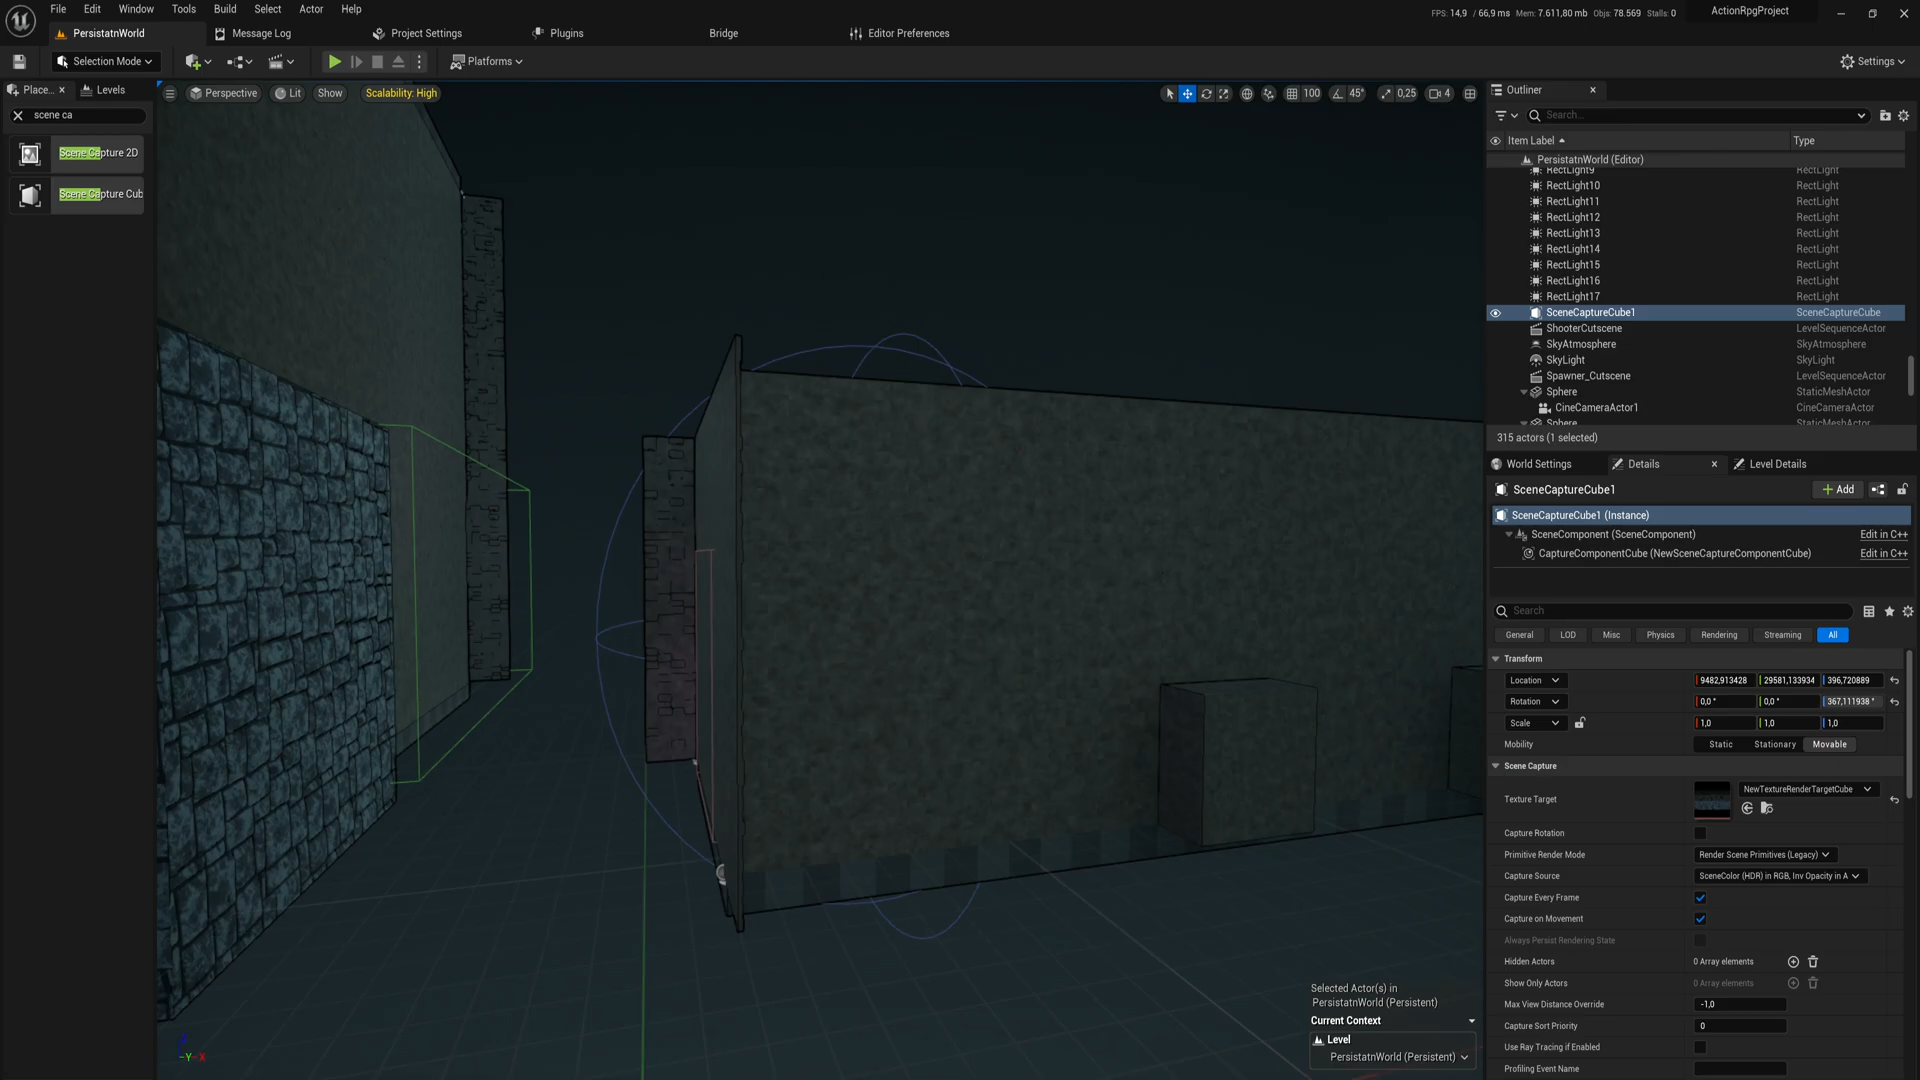 File Edit Window Tools Build Select Actor Help
FPS: 14,9 / 66,9 ms Mem: 7.611,80 mb Objs: 78.569 Stalls: 0
ActionRpgProject
PersistatnWorld
Message Log
Project Settings
Plugins
Bridge
Editor Preferences
Selection Mode
Platforms
Settings
Place...
Levels
scene ca
Scene Capture 2D
Scene Capture Cub
Perspective
Lit
Show
Scalability: High
100
45°
0,25
4
Outliner
Search...
Item Label
Type
PersistatnWorld (Editor)
RectLight9 RectLight
RectLight10 RectLight
RectLight11 RectLight
RectLight12 RectLight
RectLight13 RectLight
RectLight14 RectLight
RectLight15 RectLight
RectLight16 RectLight
RectLight17 RectLight
SceneCaptureCube1 SceneCaptureCube
ShooterCutscene LevelSequenceActor
SkyAtmosphere SkyAtmosphere
SkyLight SkyLight
Spawner_Cutscene LevelSequenceActor
Sphere StaticMeshActor
CineCameraActor1 CineCameraActor
Sphere StaticMeshActor
315 actors (1 selected)
World Settings
Details
Level Details
SceneCaptureCube1
Add
SceneCaptureCube1 (Instance)
SceneComponent (SceneComponent) Edit in C++
CaptureComponentCube (NewSceneCaptureComponentCube) Edit in C++
Search
General LOD Misc Physics Rendering Streaming All
Transform
Location 9482,913428 29581,133934 396,720889
Rotation 0,0 ° 0,0 ° 367,111938 °
Scale 1,0 1,0 1,0
Mobility Static Stationary Movable
Scene Capture
Texture Target NewTextureRenderTargetCube
Capture Rotation
Primitive Render Mode Render Scene Primitives (Legacy)
Capture Source SceneColor (HDR) in RGB, Inv Opacity in A
Capture Every Frame
Capture on Movement
Always Persist Rendering State
Hidden Actors 0 Array elements
Show Only Actors 0 Array elements
Max View Distance Override -1,0
Capture Sort Priority 0
Use Ray Tracing if Enabled
Profiling Event Name
Selected Actor(s) in
PersistatnWorld (Persistent)
Current Context
Level
PersistatnWorld (Persistent)
Z
Y X